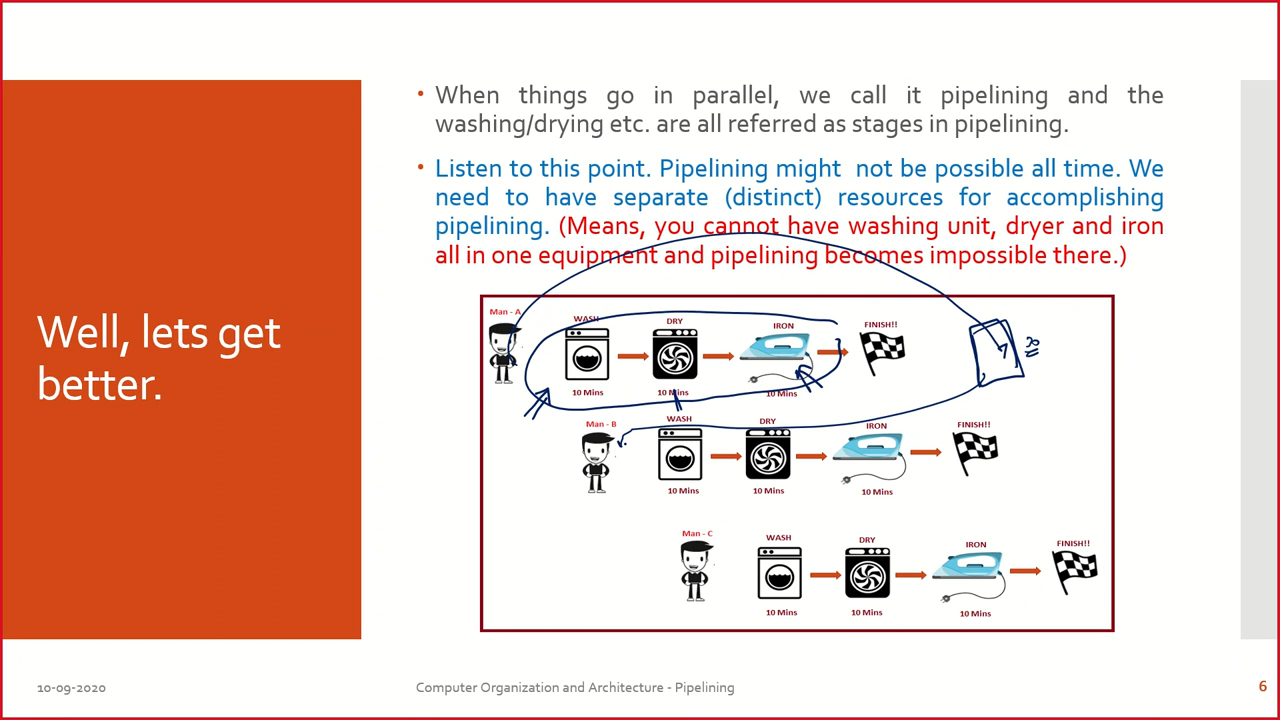 • When things go in parallel, we call it pipelining and the
washing/drying etc. are all referred as stages in pipelining.
• Listen to this point. Pipelining might not be possible all time. We
need to have separate (distinct) resources for accomplishing
pipelining. (Means, you cannot have washing unit, dryer and iron
all in one equipment and pipelining becomes impossible there.)
Well, lets get
better.
Man - A
WASH
DRY
IRON
FINISH!!
10 Mins
10 Mins
10 Mins
Man - B
WASH
DRY
IRON
FINISH!!
10 Mins
10 Mins
10 Mins
Man - C
WASH
DRY
IRON
FINISH!!
10 Mins
10 Mins
10 Mins
10-09-2020
Computer Organization and Architecture - Pipelining
6